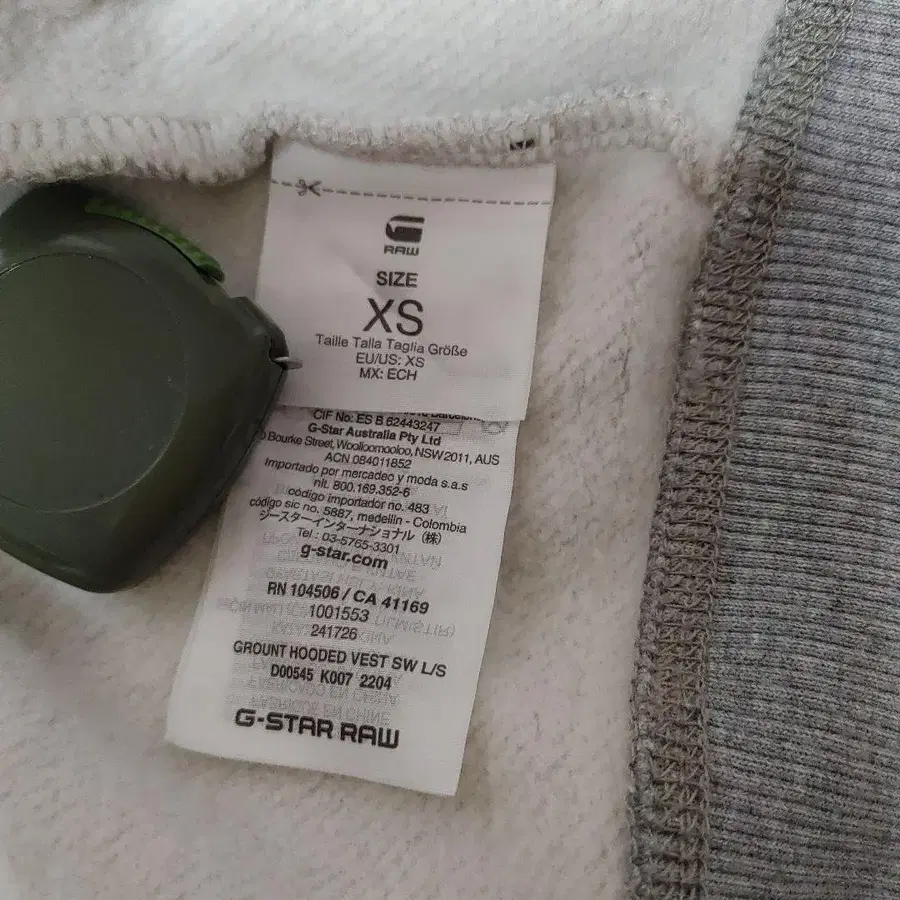 RAW
SIZE
XS
Taille Talla Taglia Größe
EU/US: XS
MX: ECH
Barcelona
CIF No: ES B 62443247
G-Star Australia Pty Ltd
Bourke Street, Woolloomooloo, NSW 2011, AUS
ACN 084011852
Importado por mercadeo y moda s.a.s
nit. 800.169.352-6
código importador no. 483
código sic no. 5887, medellin - Colombia
ジースターインターナショナル (株)
Tel : 03-5765-3301
g-star.com
RN 104506 / CA 41169
1001553
241726
GROUNT HOODED VEST SW L/S
D00545 K007 2204
G-STAR RAW